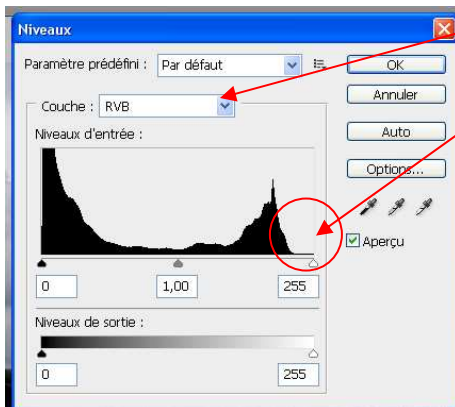 Niveaux
Paramètre prédéfini : Par défaut
OK
Couche : RVB
Annuler
Niveaux d'entrée :
Auto
Options...
Aperçu
0 1,00 255
Niveaux de sortie :
0 255